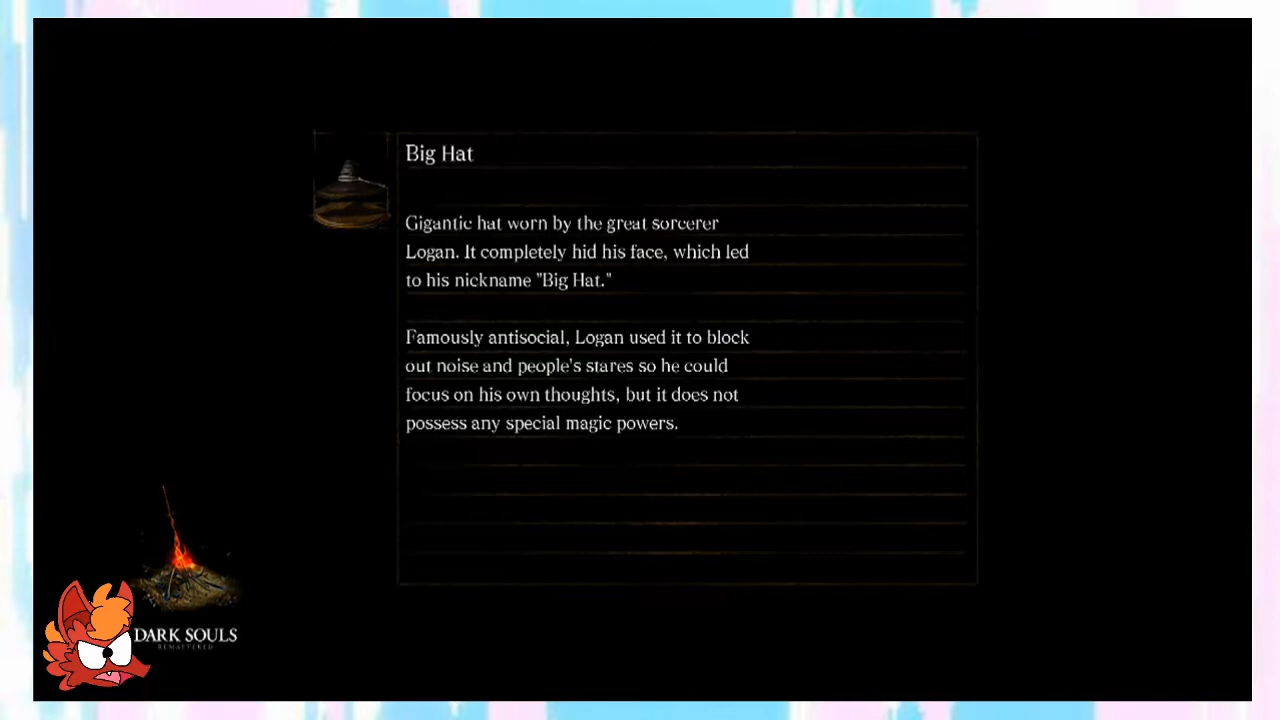 Big Hat
Gigantic hat worn by the great sorcerer
Logan. It completely hid his face, which led
to his nickname "Big Hat."
Famously antisocial, Logan used it to block
out noise and people's stares so he could
focus on his own thoughts, but it does not
possess any special magic powers.
DARK SOULS
REMASTERED